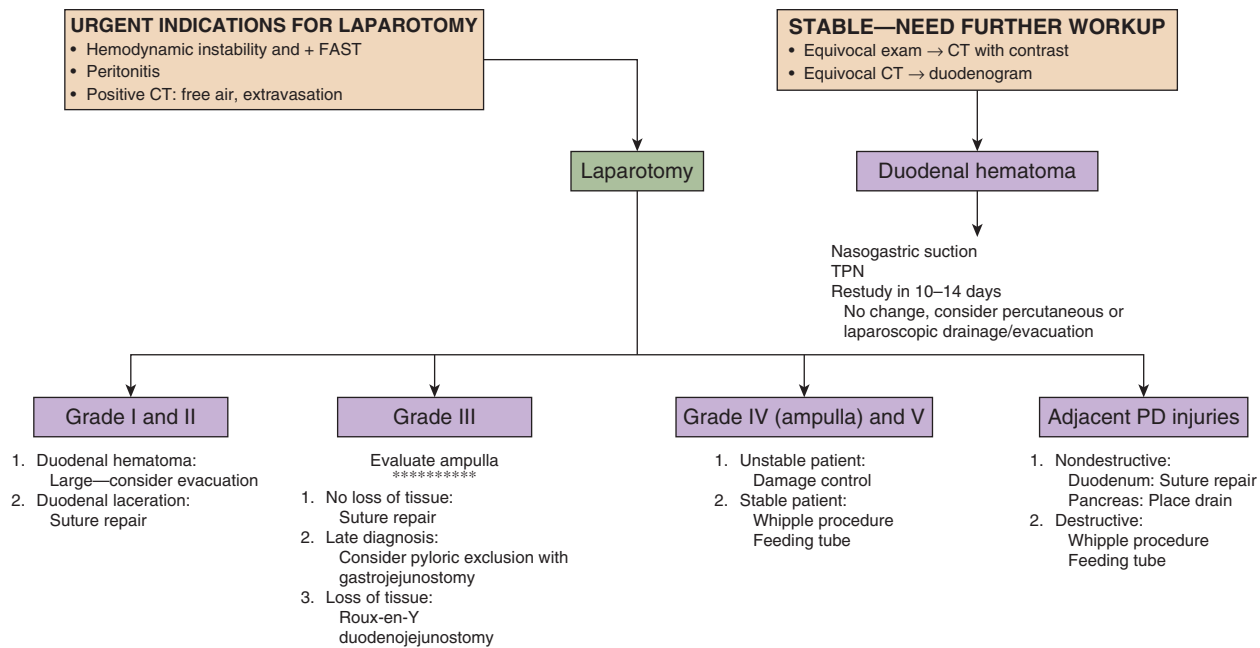 URGENT INDICATIONS FOR LAPAROTOMY
• Hemodynamic instability and + FAST
• Peritonitis
• Positive CT: free air, extravasation
STABLE—NEED FURTHER WORKUP
• Equivocal exam → CT with contrast
• Equivocal CT → duodenogram
Laparotomy
Duodenal hematoma
Nasogastric suction
TPN
Restudy in 10–14 days
No change, consider percutaneous or
laparoscopic drainage/evacuation
Grade I and II
1. Duodenal hematoma:
Large—consider evacuation
2. Duodenal laceration:
Suture repair
Grade III
Evaluate ampulla
**********
1. No loss of tissue:
Suture repair
2. Late diagnosis:
Consider pyloric exclusion with
gastrojejunostomy
3. Loss of tissue:
Roux-en-Y
duodenojejunostomy
Grade IV (ampulla) and V
1. Unstable patient:
Damage control
2. Stable patient:
Whipple procedure
Feeding tube
Adjacent PD injuries
1. Nondestructive:
Duodenum: Suture repair
Pancreas: Place drain
2. Destructive:
Whipple procedure
Feeding tube